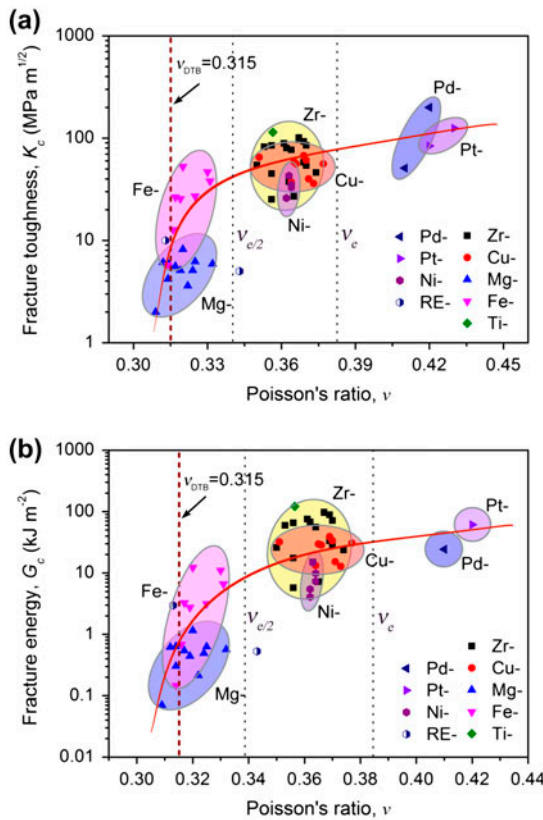 (a)
1000
100
10
1
Fracture toughness, K_c (MPa m^1/2)
ν_DTB=0.315
Pd-
Zr-
Pt-
Fe-
Cu-
Ni-
ν_e/2
ν_e
Mg-
Pd- Zr-
Pt- Cu-
Ni- Mg-
RE- Fe-
Ti-
0.30 0.33 0.36 0.39 0.42 0.45
Poisson's ratio, ν
(b)
1000
100
10
1
0.1
0.01
Fracture energy, G_c (kJ m^-2)
ν_DTB=0.315
Zr-
Pt-
Fe-
Cu-
Pd-
Ni-
ν_e/2
ν_e
Mg-
Zr-
Pd- Cu-
Pt- Mg-
Ni- Fe-
RE- Ti-
0.30 0.32 0.34 0.36 0.38 0.40 0.42 0.44
Poisson's ratio, ν